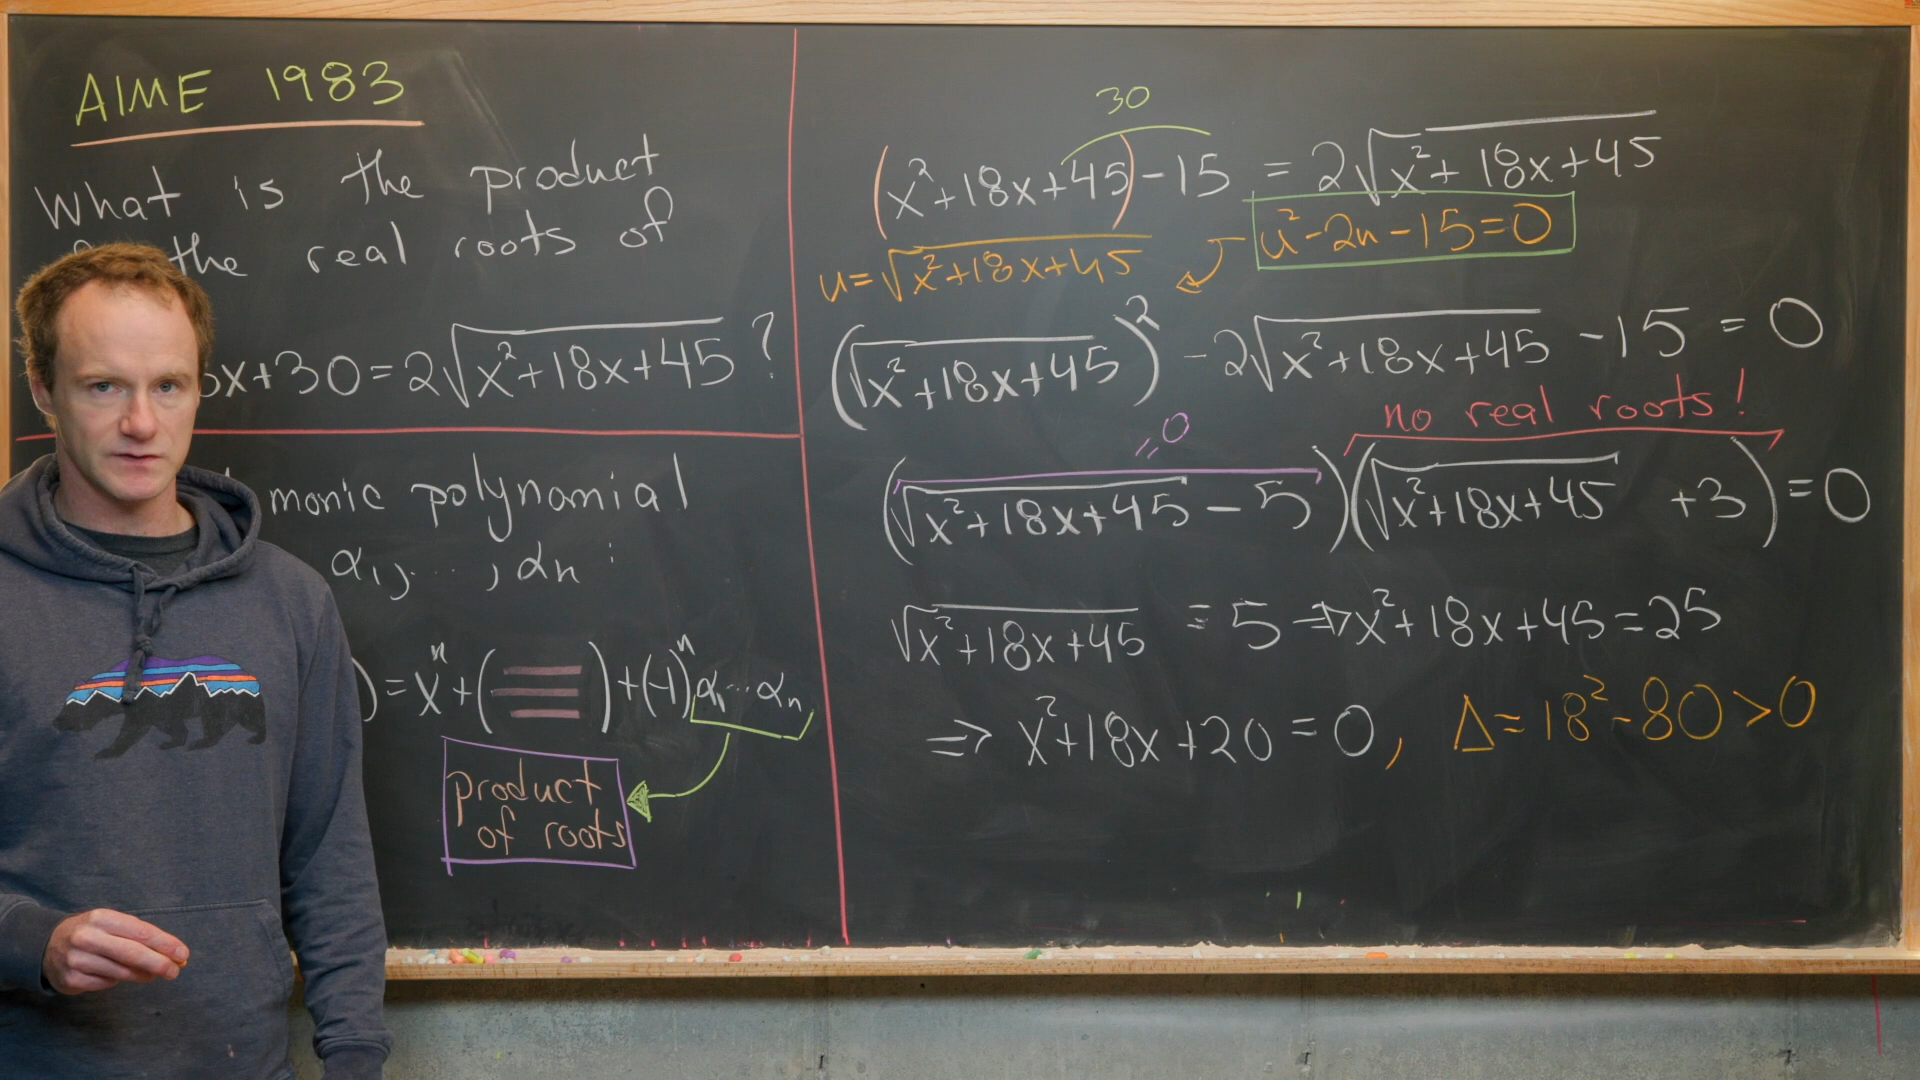 AIME 1983
What is the product
the real roots of
x+30=2√(x²+18x+45) ?
monic polynomial
α₁,...,αn :
)=xⁿ+(≡)+(-1)ⁿα₁...αn
product
of roots
30
(x²+18x+45)-15 = 2√(x²+18x+45)
u=√(x²+18x+45)
u²-2u-15=0
(√(x²+18x+45))² -2√(x²+18x+45) -15 = 0
=0
no real roots!
(√(x²+18x+45) - 5)(√(x²+18x+45) +3) = 0
√(x²+18x+45) = 5 ⇒ x²+18x+45=25
⇒ x²+18x+20=0, Δ=18²-80>0